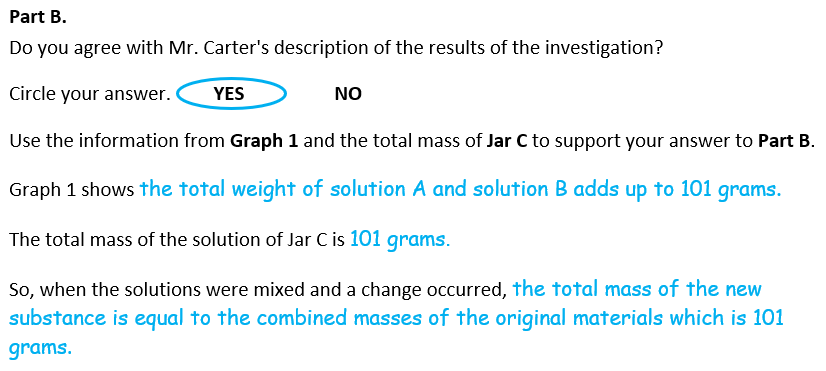 Part B.
Do you agree with Mr. Carter's description of the results of the investigation?
Circle your answer. YES NO
Use the information from Graph 1 and the total mass of Jar C to support your answer to Part B.
Graph 1 shows the total weight of solution A and solution B adds up to 101 grams.
The total mass of the solution of Jar C is 101 grams.
So, when the solutions were mixed and a change occurred, the total mass of the new
substance is equal to the combined masses of the original materials which is 101
grams.